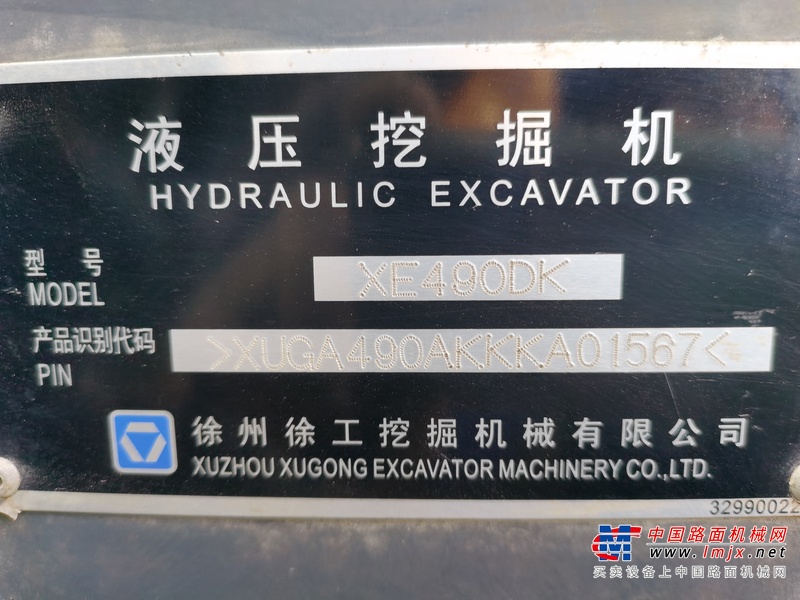 液压挖掘机
HYDRAULIC EXCAVATOR
型号 XE490DK
MODEL
产品识别代码 >XUGA490AKKKA01567<
PIN
徐州徐工挖掘机械有限公司
XUZHOU XUGONG EXCAVATOR MACHINERY CO.,LTD.
32990022
中国路面机械网
www.lmjx.net
买卖设备上中国路面机械网